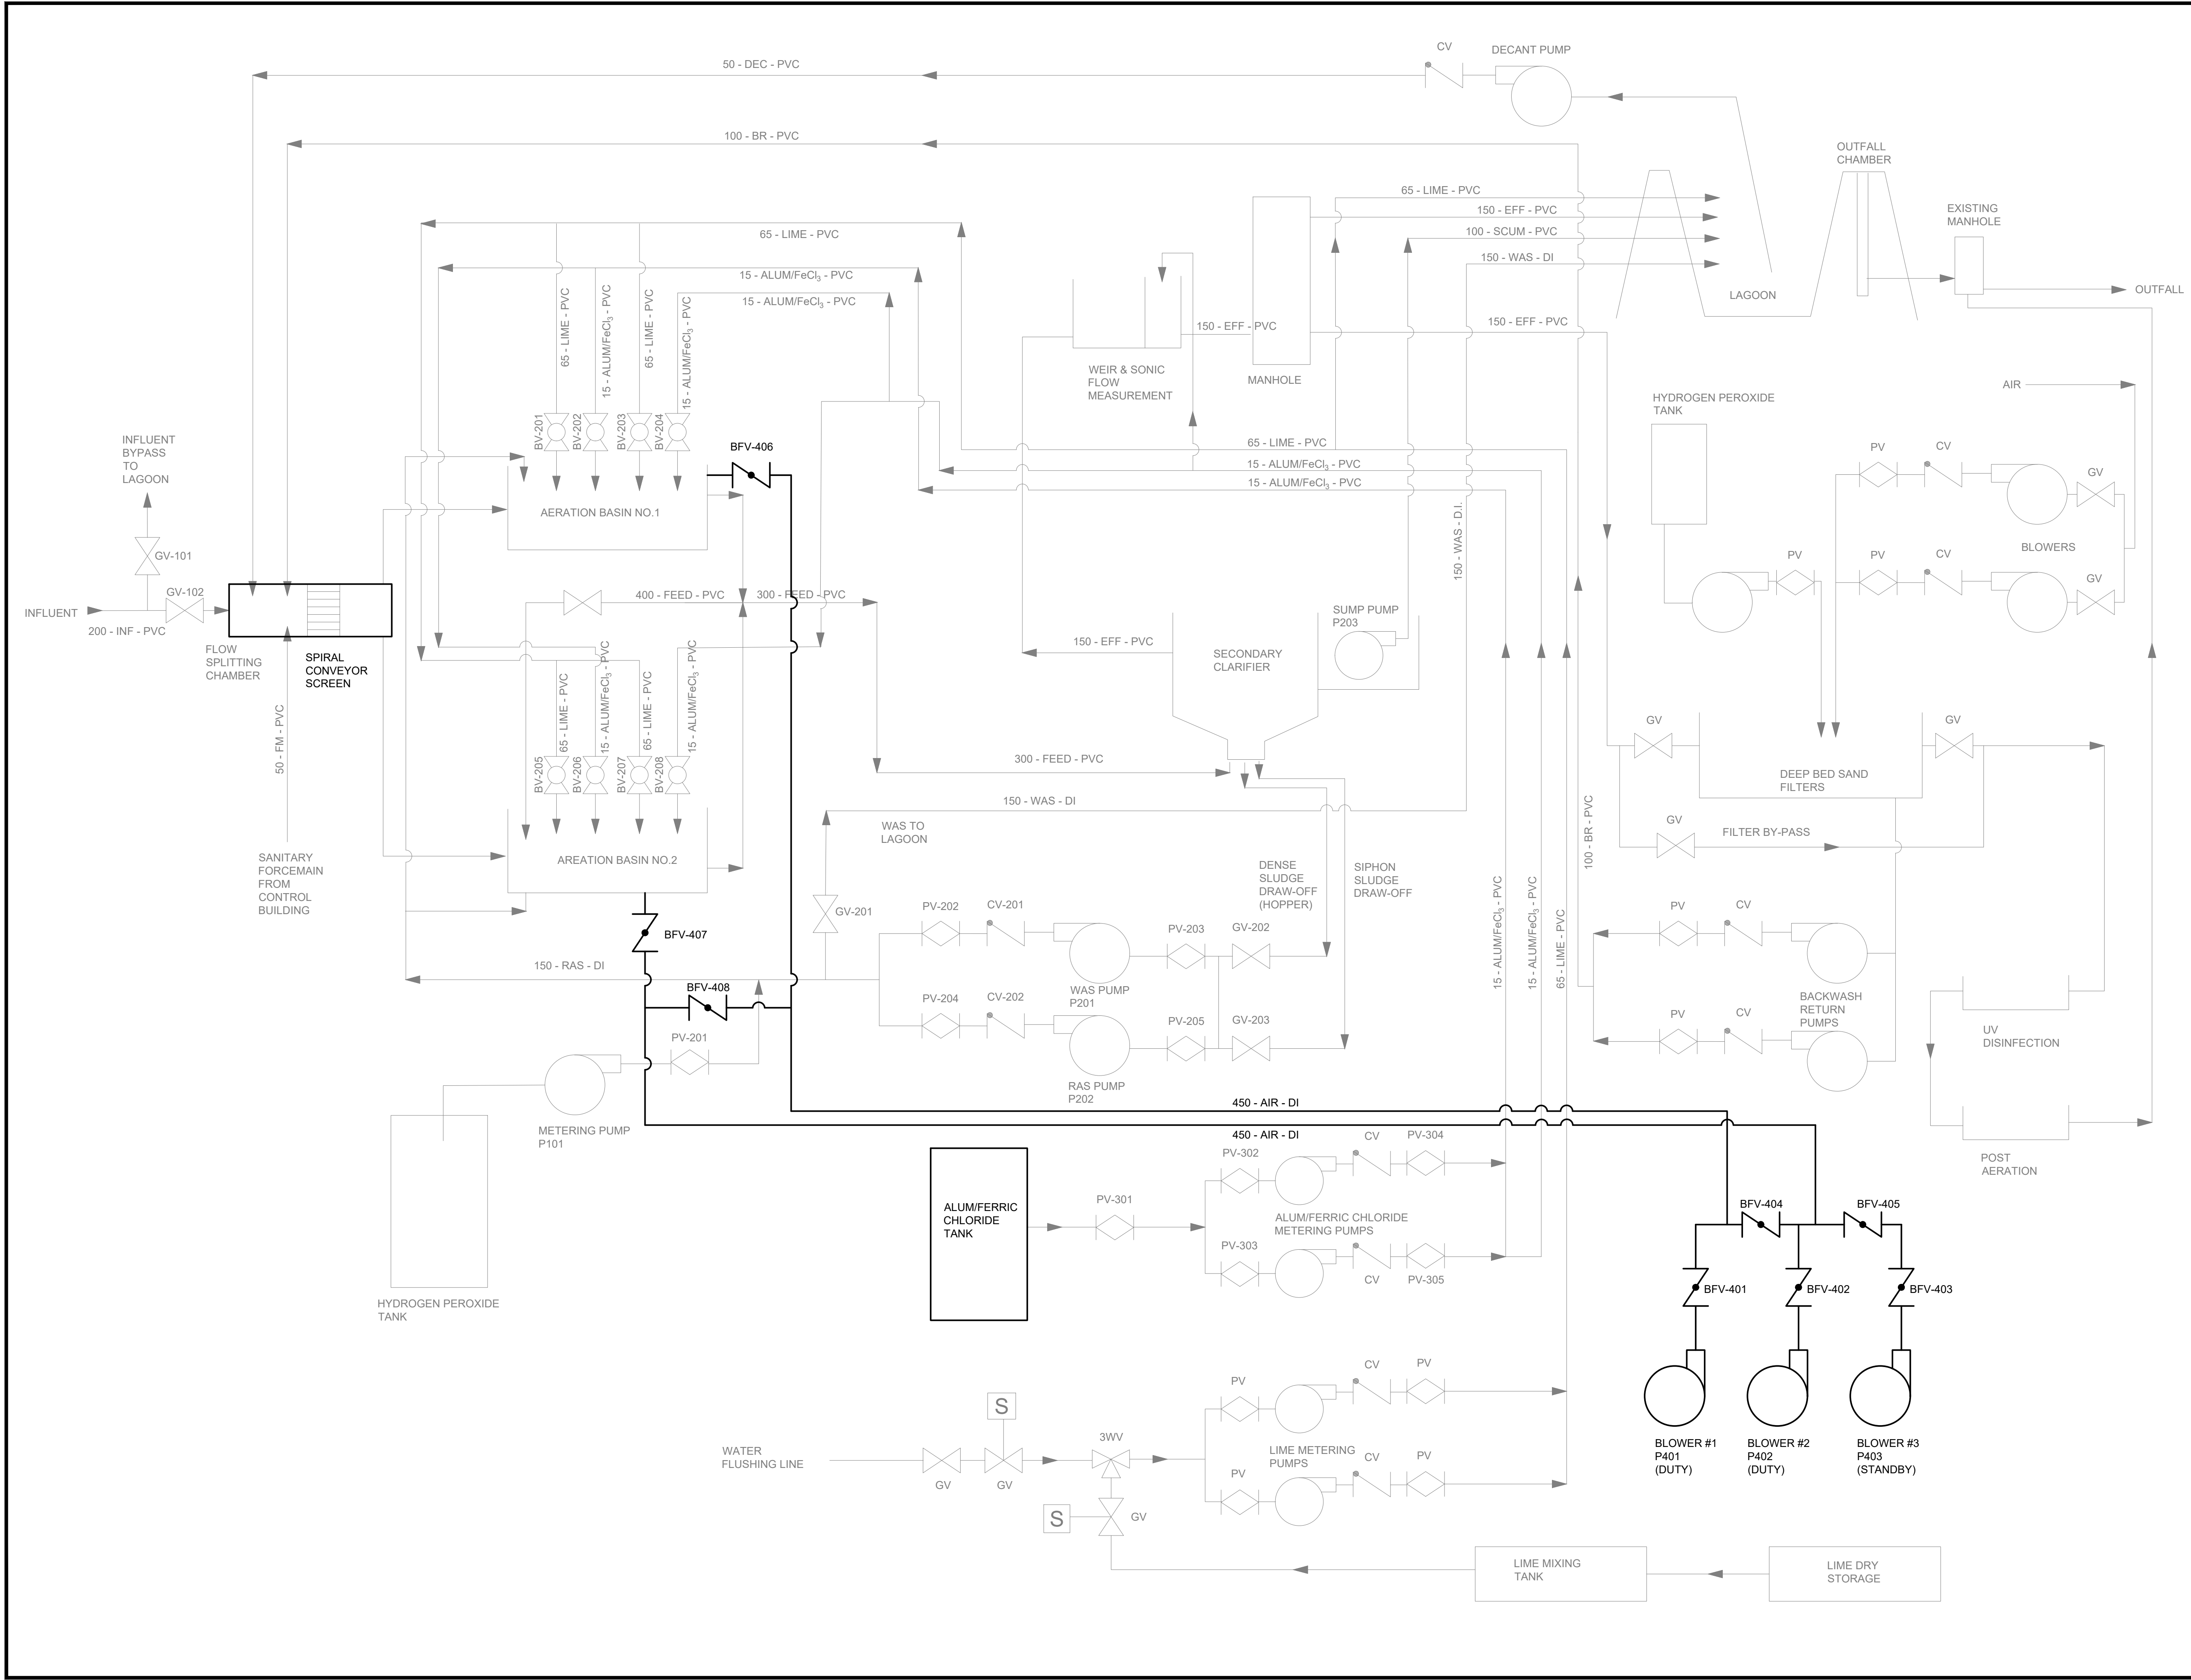 CV
DECANT PUMP
50 - DEC - PVC
100 - BR - PVC
OUTFALL
CHAMBER
65 - LIME - PVC
150 - EFF - PVC
100 - SCUM - PVC
150 - WAS - DI
EXISTING
MANHOLE
OUTFALL
LAGOON
65 - LIME - PVC
15 - ALUM/FeCl3 - PVC
15 - ALUM/FeCl3 - PVC
65 - LIME - PVC
15 - ALUM/FeCl3 - PVC
65 - LIME - PVC
15 - ALUM/FeCl3 - PVC
150 - EFF - PVC
150 - EFF - PVC
WEIR & SONIC
FLOW
MEASUREMENT
MANHOLE
AIR
HYDROGEN PEROXIDE
TANK
BV-201
BV-202
BV-203
BV-204
BFV-406
INFLUENT
BYPASS
TO
LAGOON
65 - LIME - PVC
15 - ALUM/FeCl3 - PVC
15 - ALUM/FeCl3 - PVC
PV
CV
GV
AERATION BASIN NO.1
150 - WAS - D.I.
GV-101
PV
PV
CV
BLOWERS
GV
GV-102
INFLUENT
200 - INF - PVC
400 - FEED - PVC
300 - FEED - PVC
SUMP PUMP
P203
FLOW
SPLITTING
CHAMBER
SPIRAL
CONVEYOR
SCREEN
150 - EFF - PVC
SECONDARY
CLARIFIER
50 - FM - PVC
65 - LIME - PVC
15 - ALUM/FeCl3 - PVC
65 - LIME - PVC
15 - ALUM/FeCl3 - PVC
GV
GV
BV-205
BV-206
BV-207
BV-208
300 - FEED - PVC
DEEP BED SAND
FILTERS
150 - WAS - DI
100 - BR - PVC
WAS TO
LAGOON
GV
FILTER BY-PASS
SANITARY
FORCEMAIN
FROM
CONTROL
BUILDING
AREATION BASIN NO.2
DENSE
SLUDGE
DRAW-OFF
(HOPPER)
SIPHON
SLUDGE
DRAW-OFF
15 - ALUM/FeCl3 - PVC
15 - ALUM/FeCl3 - PVC
65 - LIME - PVC
GV-201
PV-202
CV-201
PV-203
GV-202
PV
CV
BFV-407
150 - RAS - DI
BFV-408
WAS PUMP
P201
PV-204
CV-202
PV-205
GV-203
BACKWASH
RETURN
PUMPS
PV
CV
UV
DISINFECTION
PV-201
RAS PUMP
P202
METERING PUMP
P101
450 - AIR - DI
450 - AIR - DI
CV
PV-304
PV-302
POST
AERATION
ALUM/FERRIC
CHLORIDE
TANK
PV-301
ALUM/FERRIC CHLORIDE
METERING PUMPS
PV-303
CV
PV-305
BFV-404
BFV-405
BFV-401
BFV-402
BFV-403
HYDROGEN PEROXIDE
TANK
CV
PV
PV
S
WATER
FLUSHING LINE
GV
GV
3WV
LIME METERING
PUMPS
CV
PV
PV
BLOWER #1
P401
(DUTY)
BLOWER #2
P402
(DUTY)
BLOWER #3
P403
(STANDBY)
S
GV
LIME MIXING
TANK
LIME DRY
STORAGE